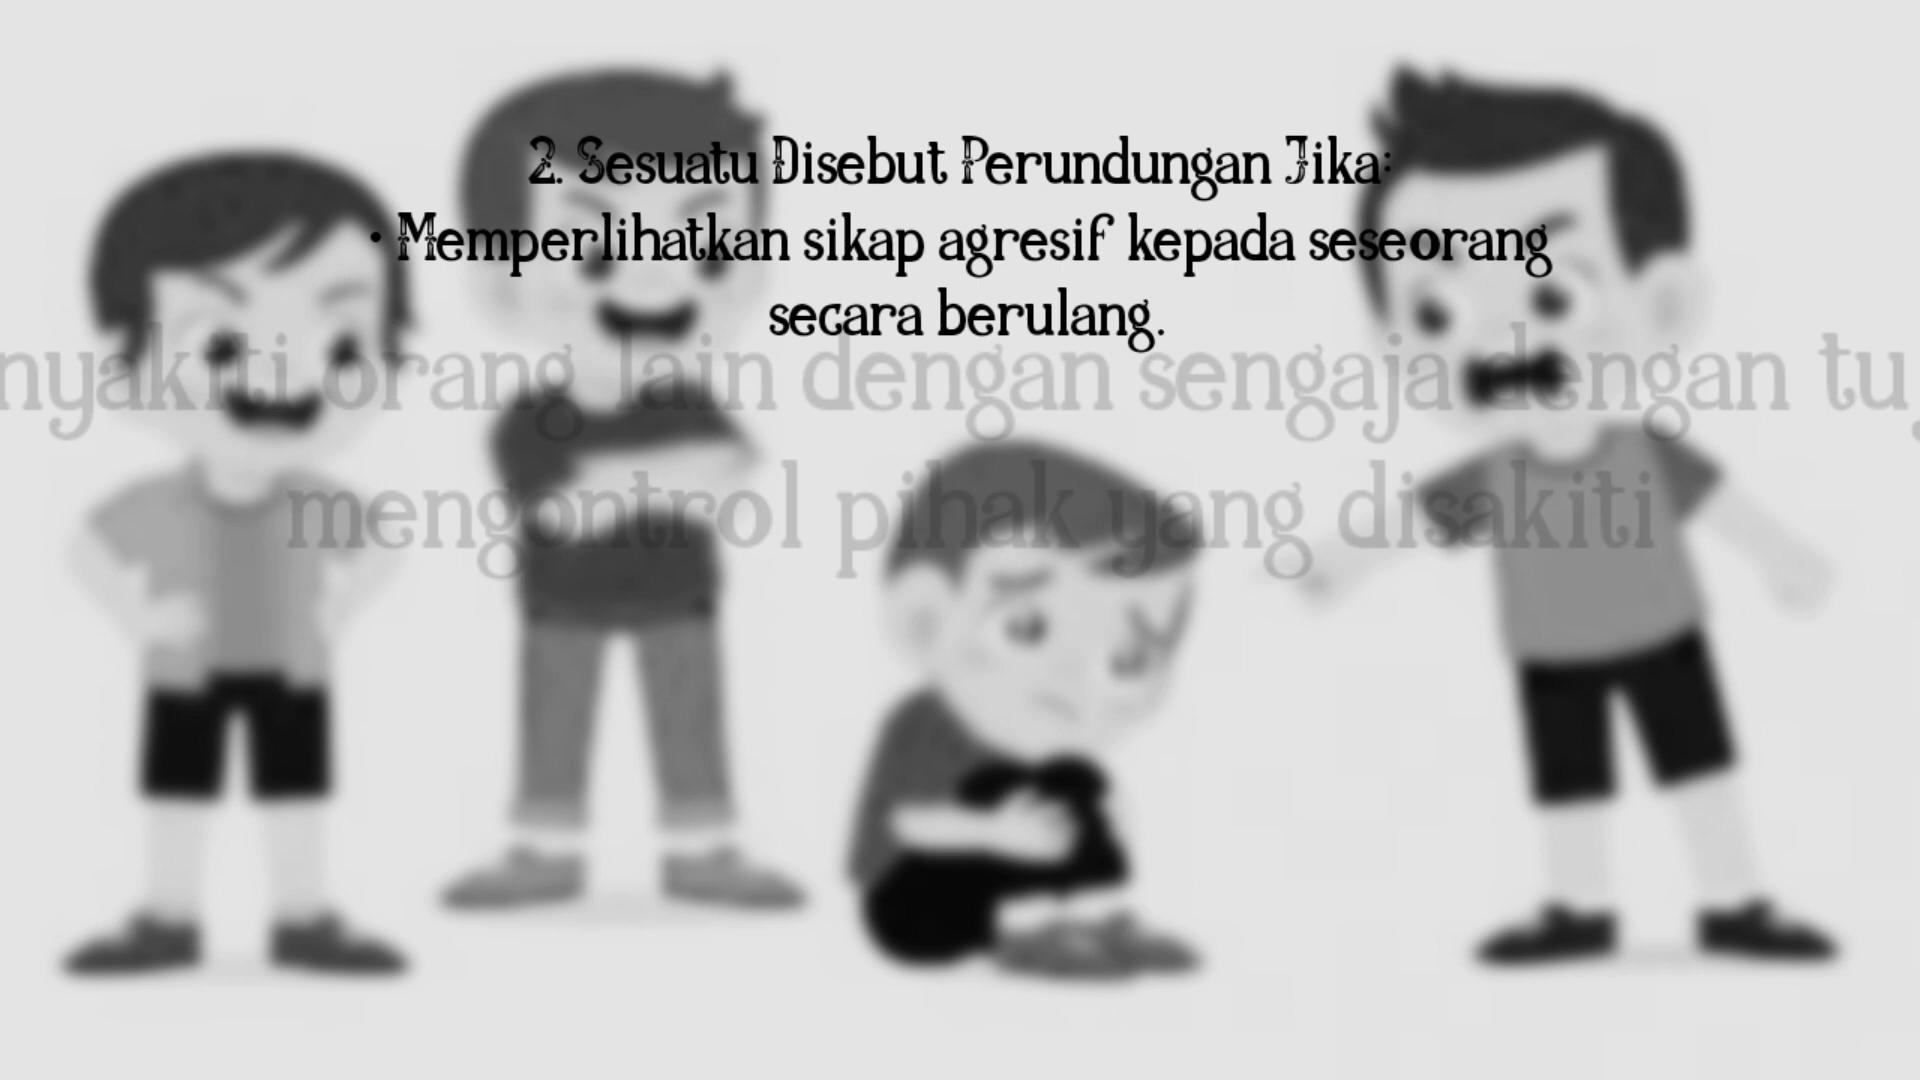 2. Sesuatu Disebut Perundungan Jika:
• Memperlihatkan sikap agresif kepada seseorang
secara berulang.
orang lain dengan sengaja dengan
mengontrol pihak yang disakiti